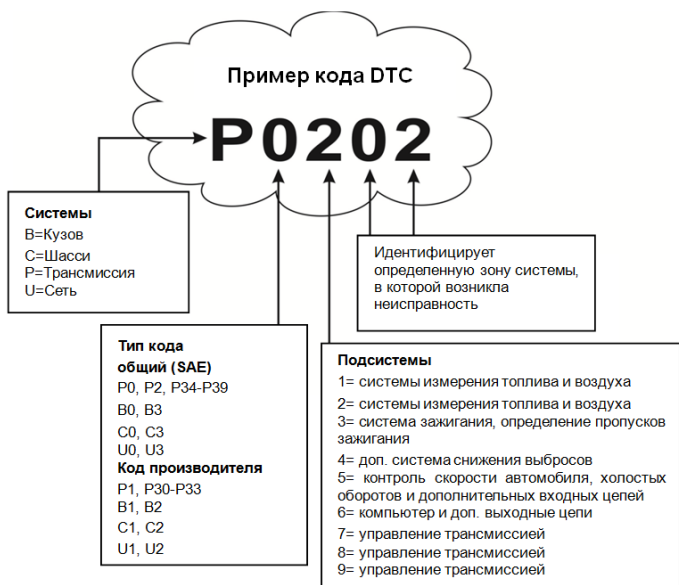 Пример кода DTC
P0202
Системы
B=Кузов
C=Шасси
P=Трансмиссия
U=Сеть
Идентифицирует
определенную зону системы,
в которой возникла
неисправность
Тип кода
общий (SAE)
P0, P2, P34-P39
B0, B3
C0, C3
U0, U3
Код производителя
P1, P30-P33
B1, B2
C1, C2
U1, U2
Подсистемы
1= системы измерения топлива и воздуха
2= системы измерения топлива и воздуха
3= система зажигания, определение пропусков
зажигания
4= доп. система снижения выбросов
5= контроль скорости автомобиля, холостых
оборотов и дополнительных входных цепей
6= компьютер и доп. выходные цепи
7= управление трансмиссией
8= управление трансмиссией
9= управление трансмиссией